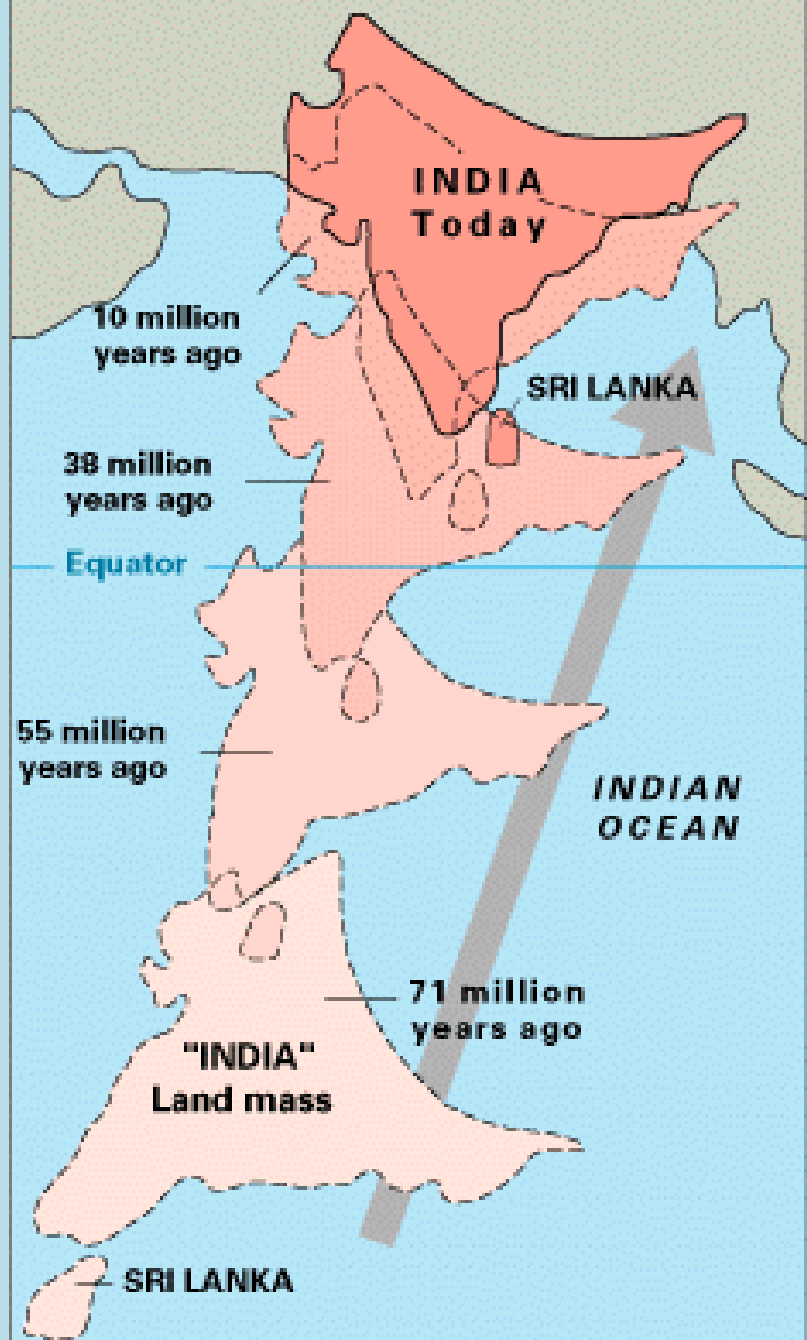 INDIA
Today
10 million
years ago
SRI LANKA
38 million
years ago
Equator
55 million
years ago
INDIAN
OCEAN
71 million
years ago
"INDIA"
Land mass
SRI LANKA